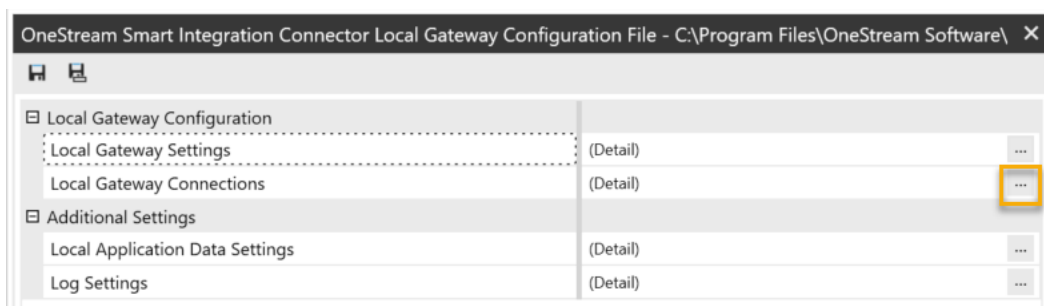 OneStream Smart Integration Connector Local Gateway Configuration File - C:\Program Files\OneStream Software\
Local Gateway Configuration
Local Gateway Settings (Detail) ...
Local Gateway Connections (Detail) ...
Additional Settings
Local Application Data Settings (Detail) ...
Log Settings (Detail) ...